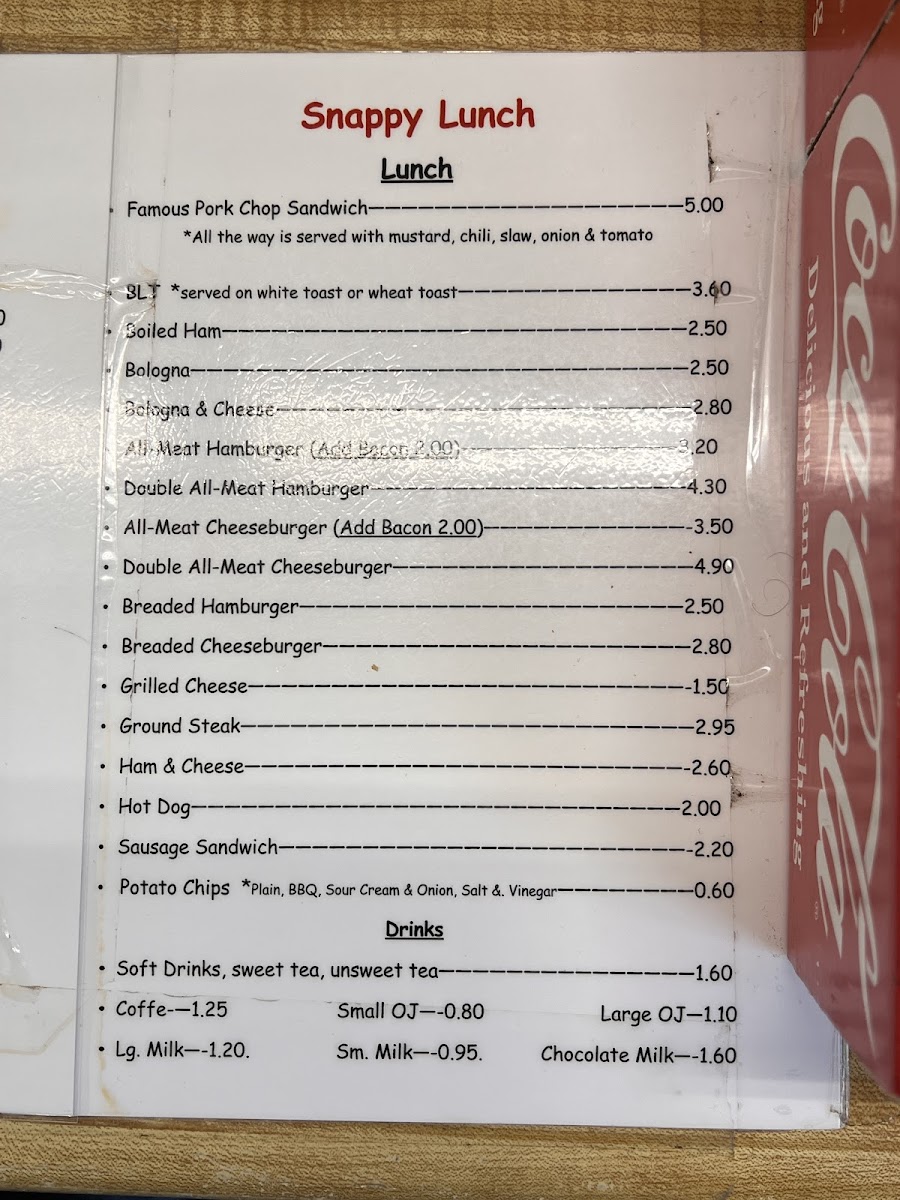 Snappy Lunch
Lunch
• Famous Pork Chop Sandwich—————5.00
*All the way is served with mustard, chili, slaw, onion & tomato
• BLT *served on white toast or wheat toast—————3.60
• Boiled Ham—————2.50
• Bologna—————2.50
• Bologna & Cheese—————2.80
All-Meat Hamburger (Add Bacon 2.00)—————3.20
• Double All-Meat Hamburger—————4.30
• All-Meat Cheeseburger (Add Bacon 2.00)—————-3.50
• Double All-Meat Cheeseburger—————4.90
• Breaded Hamburger—————2.50
• Breaded Cheeseburger—————2.80
• Grilled Cheese—————-1.50
• Ground Steak—————2.95
• Ham & Cheese—————-2.60
• Hot Dog—————2.00
• Sausage Sandwich—————-2.20
• Potato Chips *Plain, BBQ, Sour Cream & Onion, Salt &. Vinegar—————0.60
Drinks
• Soft Drinks, sweet tea, unsweet tea—————1.60
• Coffe-—1.25 Small OJ—-0.80 Large OJ—1.10
• Lg. Milk—-1.20. Sm. Milk—-0.95. Chocolate Milk—-1.60
Coca-Cola
Delicious and Refreshing